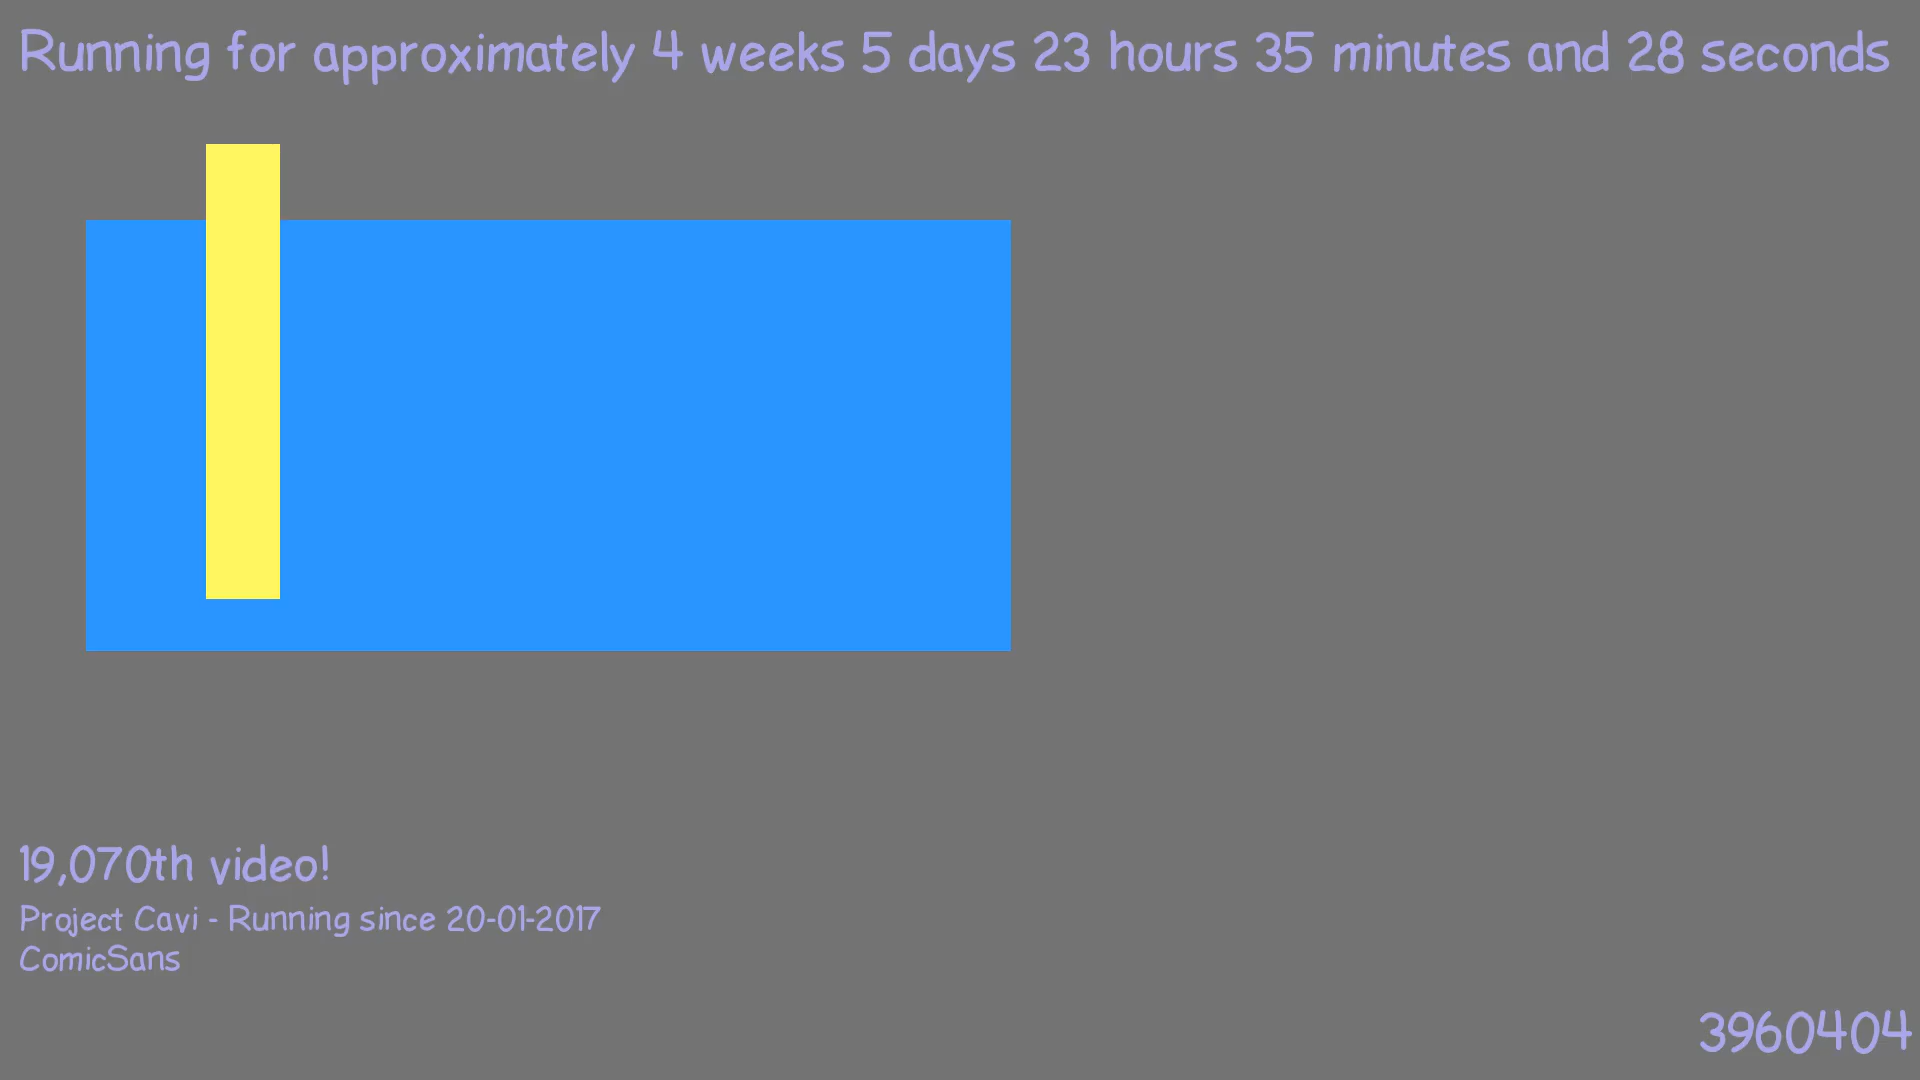 Running for approximately 4 weeks 5 days 23 hours 35 minutes and 28 seconds
19,070th video!
Project Cavi - Running since 20-01-2017
ComicSans
3960404